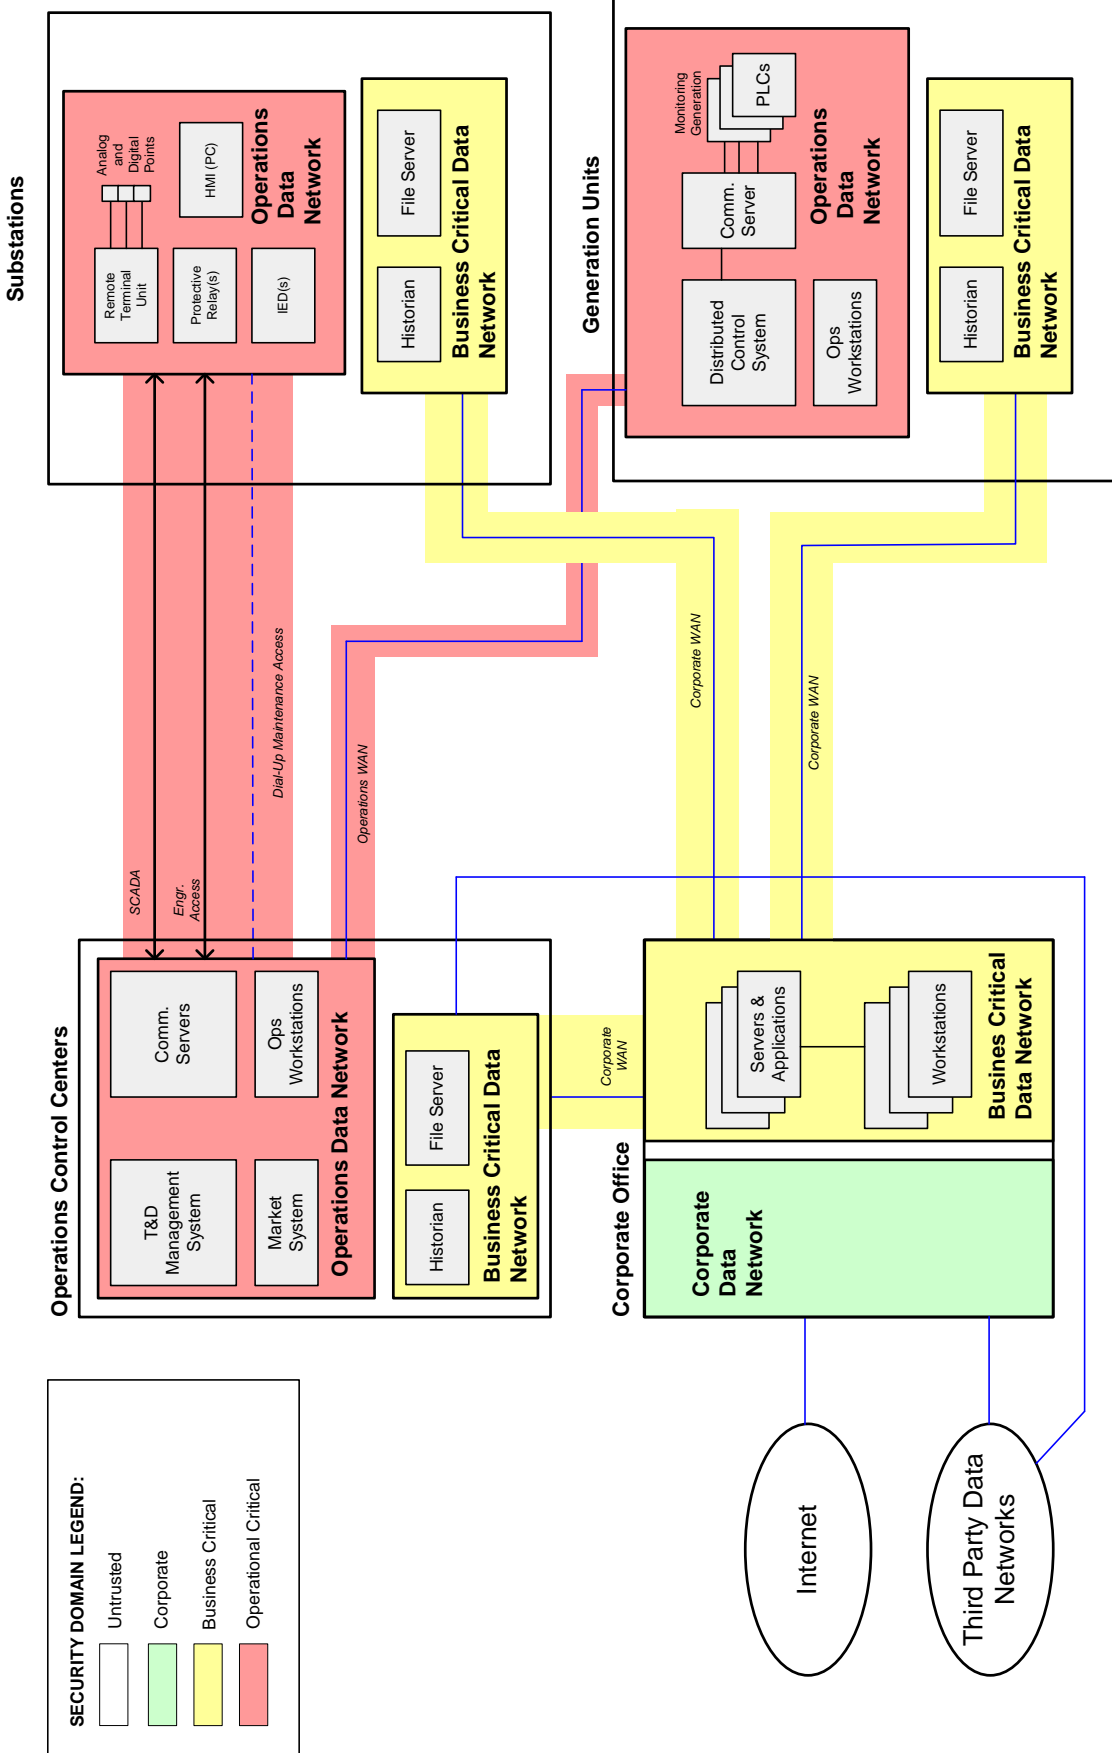 SECURITY DOMAIN LEGEND:
Untrusted
Corporate
Business Critical
Operational Critical
Operations Control Centers
T&D
Management
System
Comm.
Servers
Market
System
Ops
Workstations
Operations Data Network
Historian
File Server
Business Critical Data
Network
SCADA
Engr.
Access
Dial-Up Maintenance Access
Operations WAN
Substations
Remote
Terminal
Unit
Analog
and
Digital
Points
Protective
Relay(s)
HMI (PC)
IED(s)
Operations
Data
Network
Historian
File Server
Business Critical Data
Network
Corporate
WAN
Corporate WAN
Corporate WAN
Generation Units
Distributed
Control
System
Comm.
Server
Monitoring
Generation
PLCs
Ops
Workstations
Operations
Data
Network
Historian
File Server
Business Critical Data
Network
Corporate Office
Corporate
Data
Network
Servers &
Applications
Workstations
Busines Critical
Data Network
Internet
Third Party Data
Networks